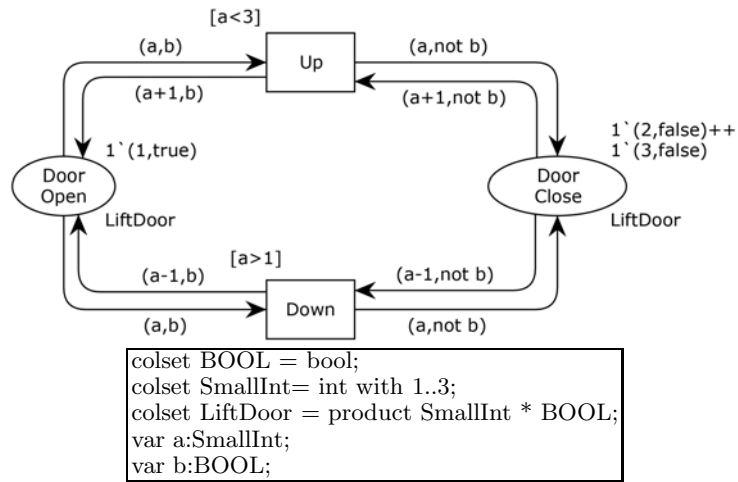 [a<3]
(a,b)
Up
(a,not b)
(a+1,b)
(a+1,not b)
1`(1,true)
1`(2,false)++
1`(3,false)
Door
Open
Door
Close
LiftDoor
LiftDoor
[a>1]
(a-1,b)
(a-1,not b)
Down
(a,b)
(a,not b)
colset BOOL = bool;
colset SmallInt= int with 1..3;
colset LiftDoor = product SmallInt * BOOL;
var a:SmallInt;
var b:BOOL;